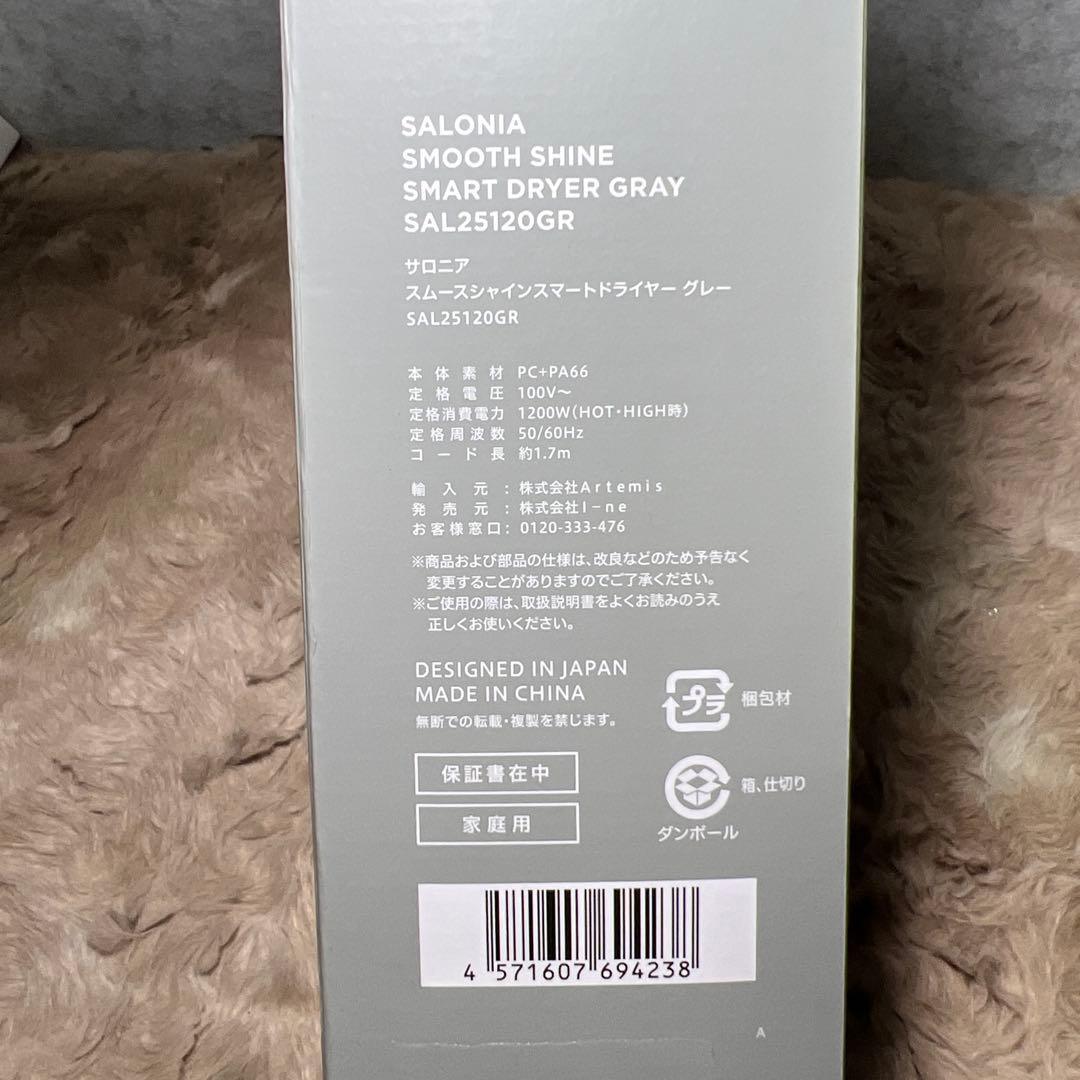 SALONIA
SMOOTH SHINE
SMART DRYER GRAY
SAL25120GR
サロニア
スムースシャインスマートドライヤー グレー
SAL25120GR
本体素材 PC+PA66
定格電圧 100V〜
定格消費電力 1200W(HOT・HIGH時)
定格周波数 50/60Hz
コード長 約1.7m
輸入元:株式会社Artemis
発売元:株式会社I-ne
お客様窓口:0120-333-476
※商品および部品の仕様は、改良などのため予告なく
変更することがありますのでご了承ください。
※ご使用の際は、取扱説明書をよくお読みのうえ
正しくお使いください。
DESIGNED IN JAPAN
MADE IN CHINA
無断での転載・複製を禁じます。
プラ 梱包材
保証書在中
箱、仕切り
家庭用
ダンボール
4 571607 694238
A